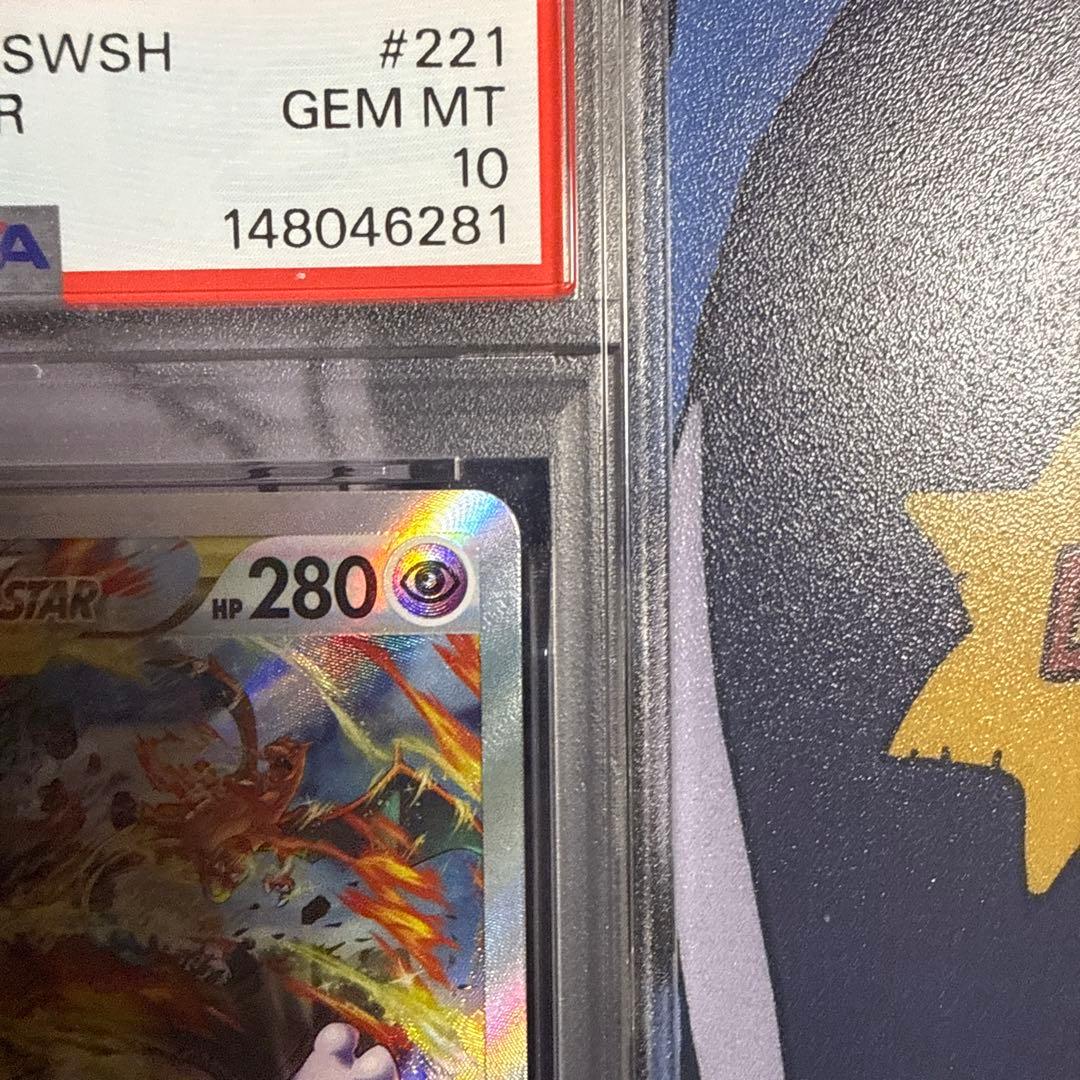 SWSH #221
R GEM MT
10
148046281
A
STAR HP 280